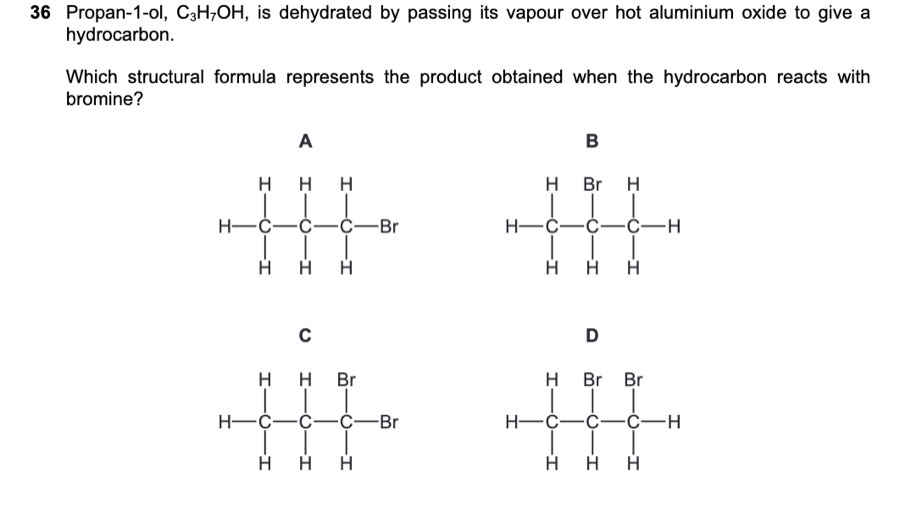 36 Propan-1-ol, C₃H₇OH, is dehydrated by passing its vapour over hot aluminium oxide to give a
hydrocarbon.
Which structural formula represents the product obtained when the hydrocarbon reacts with
bromine?
A B
H H H H Br H
H—C—C—C—Br H—C—C—C—H
H H H H H H
C D
H H Br H Br Br
H—C—C—C—Br H—C—C—C—H
H H H H H H